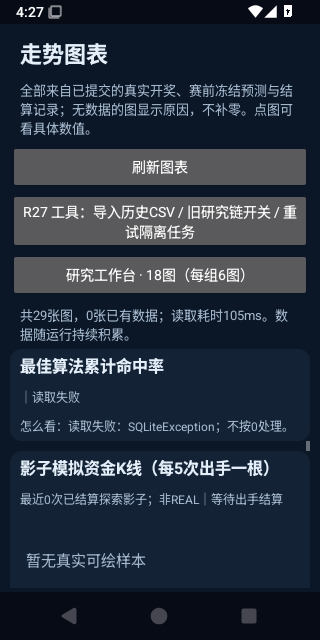 4:27
走势图表
全部来自已提交的真实开奖、赛前冻结预测与结
算记录；无数据的图显示原因，不补零。点图可
看具体数值。
刷新图表
R27 工具：导入历史CSV / 旧研究链开关 / 重
试隔离任务
研究工作台 · 18图（每组6图）
共29张图，0张已有数据；读取耗时105ms。数
据随运行持续积累。
最佳算法累计命中率
｜读取失败
怎么看：读取失败：SQLiteException；不按0处理。
影子模拟资金K线（每5次出手一根）
最近0次已结算探索影子；非REAL｜等待出手结算
暂无真实可绘样本